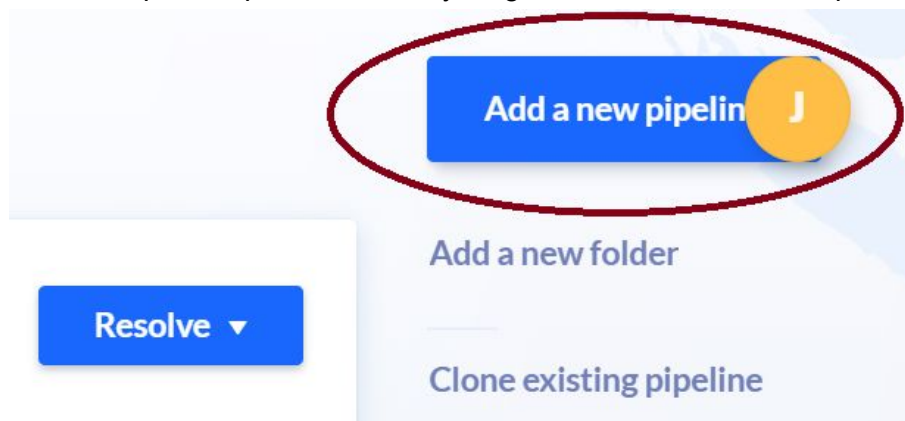 Add a new pipelin
J
Add a new folder
Resolve
Clone existing pipeline